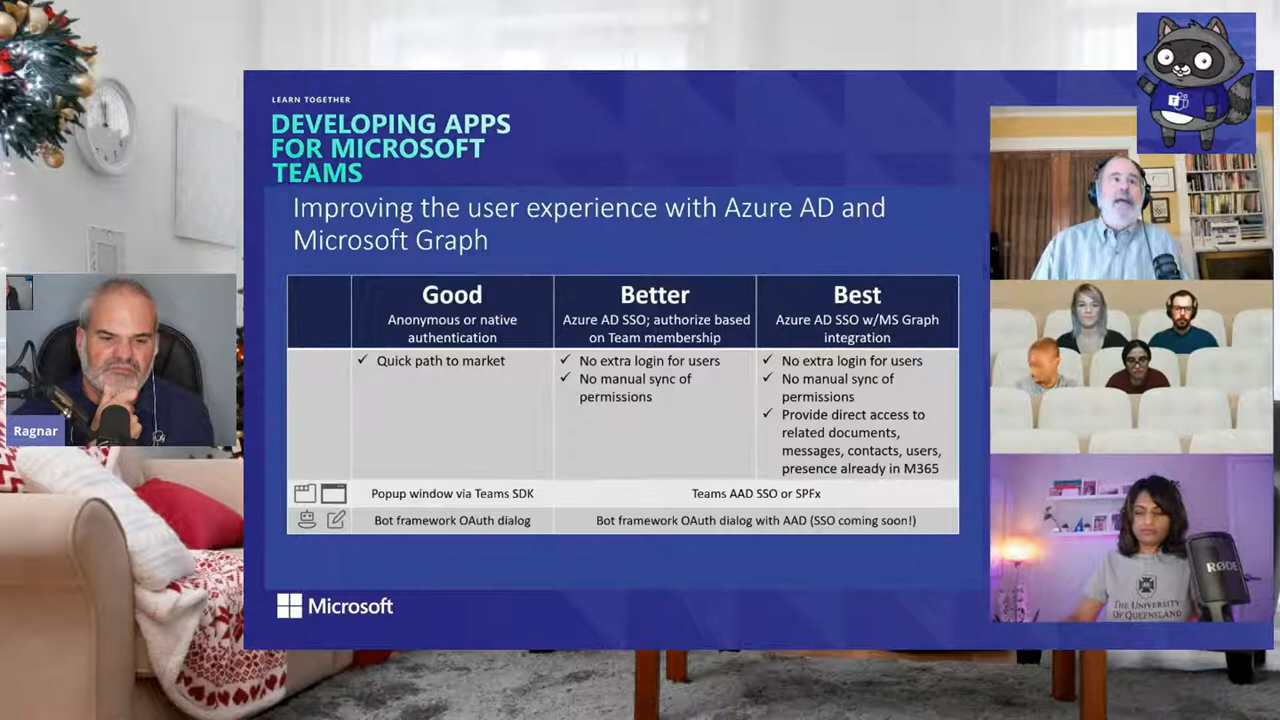 LEARN TOGETHER
DEVELOPING APPS
FOR MICROSOFT
TEAMS
Improving the user experience with Azure AD and
Microsoft Graph
Good
Anonymous or native
authentication
Better
Azure AD SSO; authorize based
on Team membership
Best
Azure AD SSO w/MS Graph
integration
✓ Quick path to market
✓ No extra login for users
✓ No manual sync of
permissions
✓ No extra login for users
✓ No manual sync of
permissions
✓ Provide direct access to
related documents,
messages, contacts, users,
presence already in M365
Popup window via Teams SDK
Teams AAD SSO or SPFx
Bot framework OAuth dialog
Bot framework OAuth dialog with AAD (SSO coming soon!)
Microsoft
Ragnar
T
RØDE
THE UNIVERSITY
OF QUEENSLAND